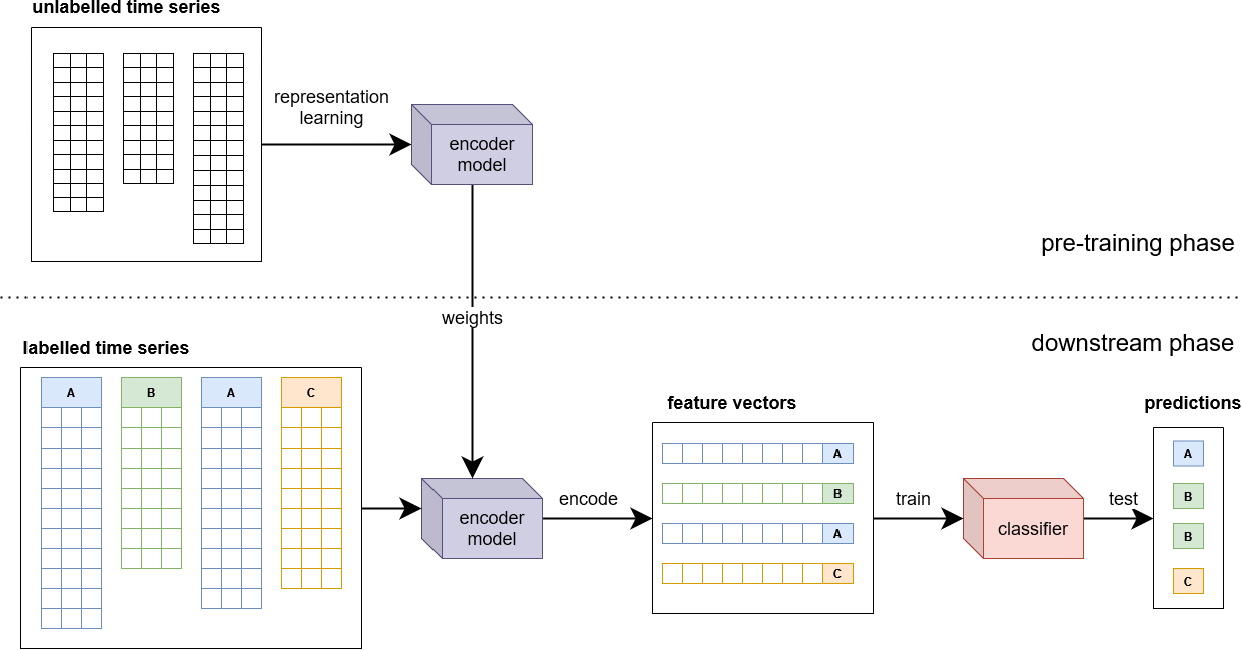 unlabelled time series
representation
learning
encoder
model
pre-training phase
weights
downstream phase
labelled time series
A
B
A
C
encoder
model
encode
feature vectors
A
B
A
C
train
classifier
test
predictions
A
B
B
C